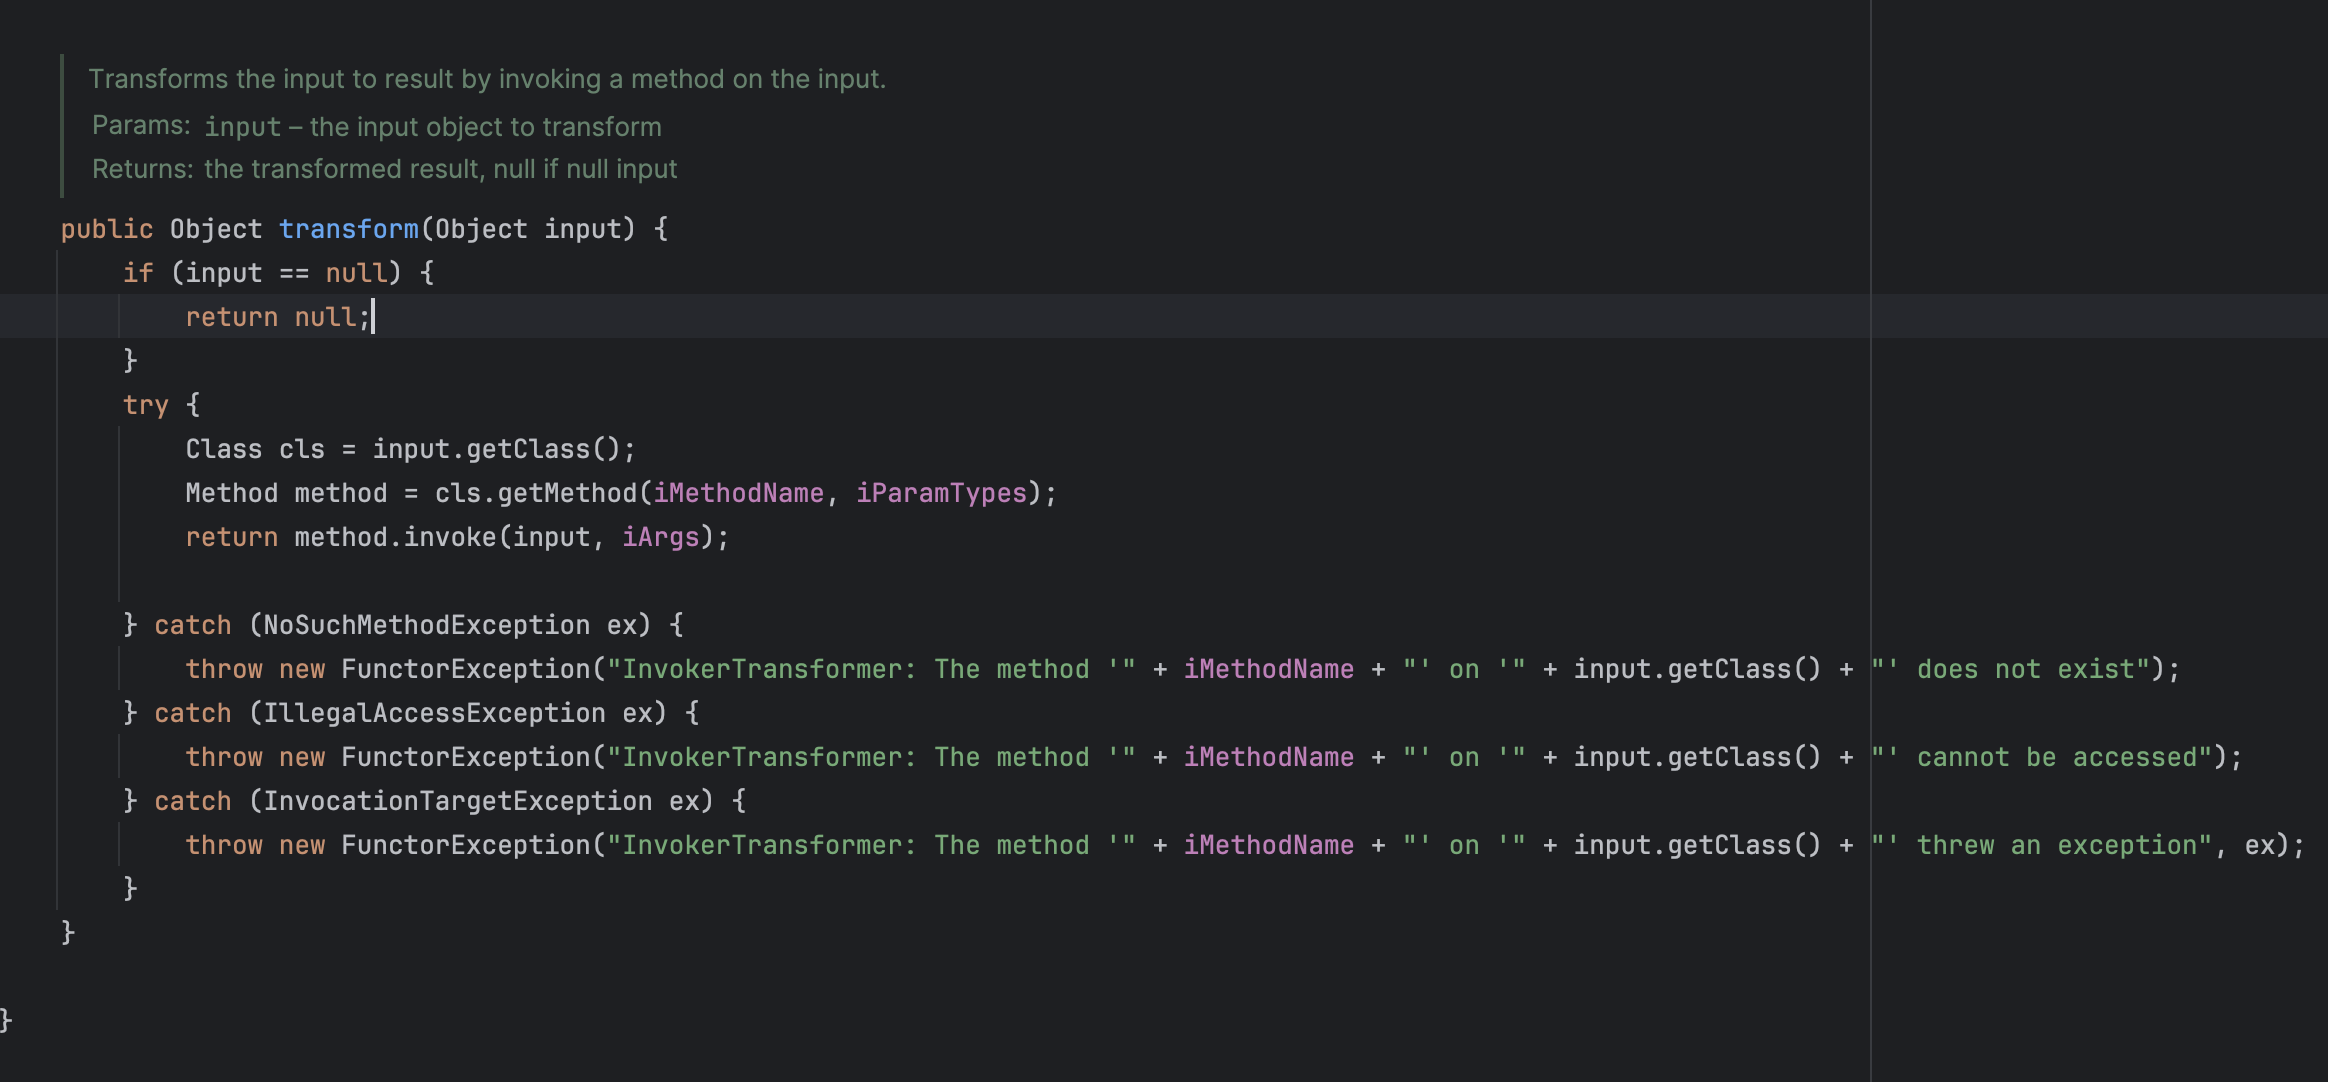 Transforms the input to result by invoking a method on the input.
Params: input – the input object to transform
Returns: the transformed result, null if null input
public Object transform(Object input) {
    if (input == null) {
        return null;
    }
    try {
        Class cls = input.getClass();
        Method method = cls.getMethod(iMethodName, iParamTypes);
        return method.invoke(input, iArgs);

    } catch (NoSuchMethodException ex) {
        throw new FunctorException("InvokerTransformer: The method '" + iMethodName + "' on '" + input.getClass() + "' does not exist");
    } catch (IllegalAccessException ex) {
        throw new FunctorException("InvokerTransformer: The method '" + iMethodName + "' on '" + input.getClass() + "' cannot be accessed");
    } catch (InvocationTargetException ex) {
        throw new FunctorException("InvokerTransformer: The method '" + iMethodName + "' on '" + input.getClass() + "' threw an exception", ex);
    }
}

}